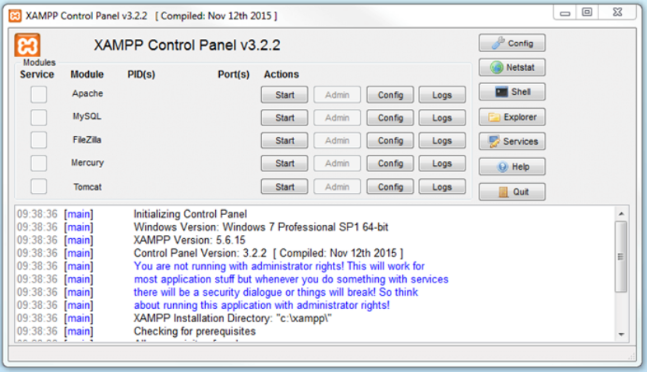 XAMPP Control Panel v3.2.2 [ Compiled: Nov 12th 2015 ]
XAMPP Control Panel v3.2.2
Config
Modules
Service Module PID(s) Port(s) Actions
Netstat
Apache Start Admin Config Logs
Shell
MySQL Start Admin Config Logs
Explorer
FileZilla Start Admin Config Logs
Services
Mercury Start Admin Config Logs
Help
Tomcat Start Admin Config Logs
Quit
09:38:36 [main] Initializing Control Panel
09:38:36 [main] Windows Version: Windows 7 Professional SP1 64-bit
09:38:36 [main] XAMPP Version: 5.6.15
09:38:36 [main] Control Panel Version: 3.2.2 [ Compiled: Nov 12th 2015 ]
09:38:36 [main] You are not running with administrator rights! This will work for
09:38:36 [main] most application stuff but whenever you do something with services
09:38:36 [main] there will be a security dialogue or things will break! So think
09:38:36 [main] about running this application with administrator rights!
09:38:36 [main] XAMPP Installation Directory: "c:\xampp\"
09:38:36 [main] Checking for prerequisites